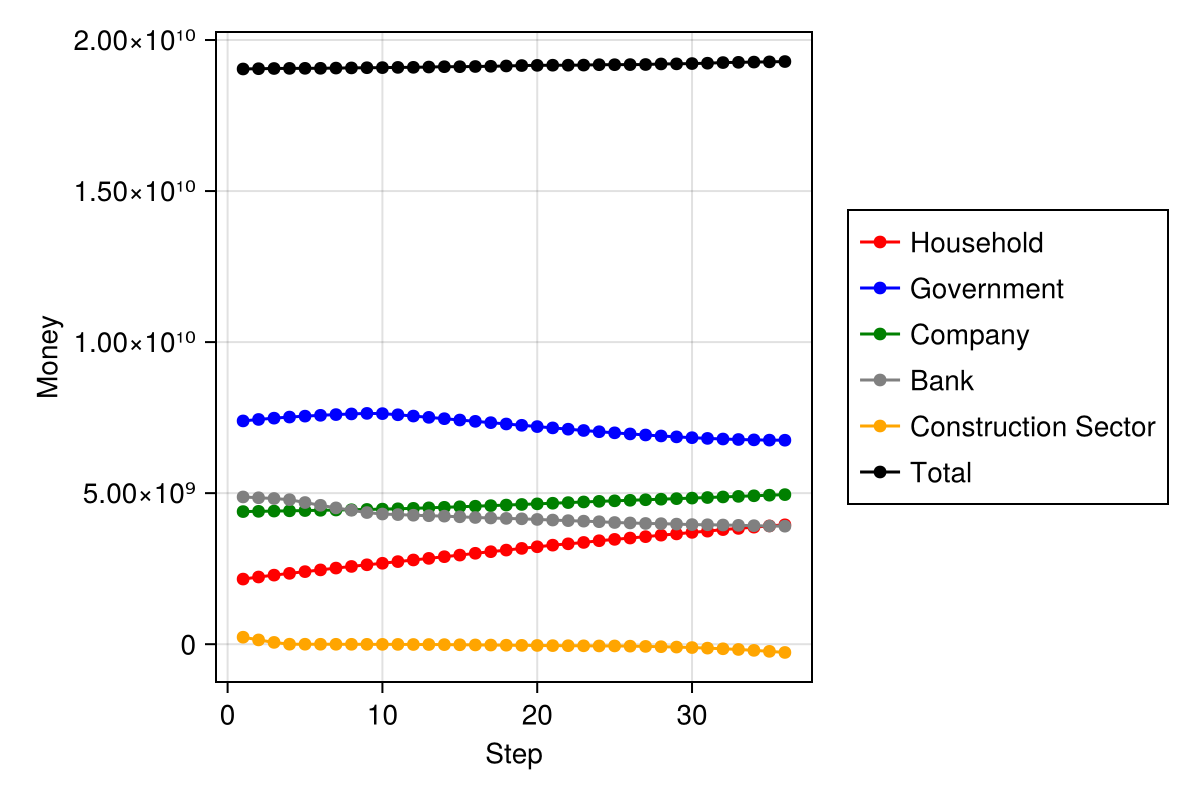 2.00×10¹⁰
1.50×10¹⁰
1.00×10¹⁰
5.00×10⁹
0
Money
0 10 20 30
Step
Household
Government
Company
Bank
Construction Sector
Total